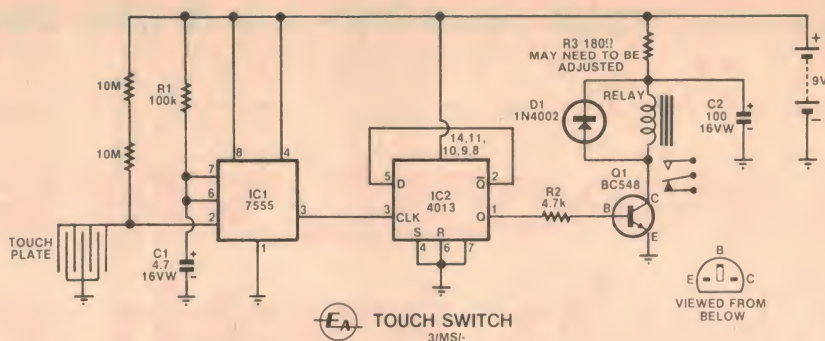 10M
10M
R1
100k
7
6
2
8
4
IC1
7555
3
1
C1
4.7
16VW
+
−
TOUCH
PLATE
5
D
14,11,
10,9,8
Q̅
2
IC2
4013
3
CLK
Q
1
S
R
4
6
7
R2
4.7k
R3 180Ω
MAY NEED TO BE
ADJUSTED
RELAY
D1
1N4002
C2
100
16VW
+
−
+
9V
−
Q1
BC548
B
C
E
B
E
C
VIEWED FROM
BELOW
EA TOUCH SWITCH
3/MS/-